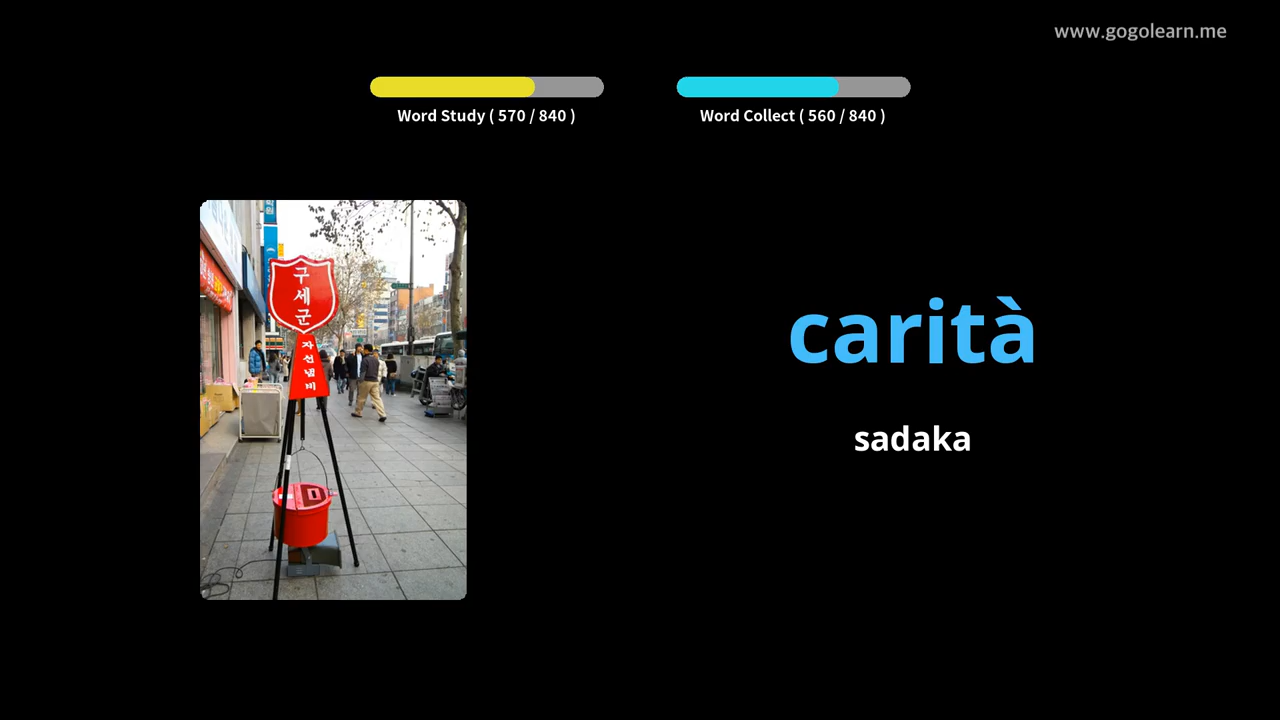 www.gogolearn.me
Word Study ( 570 / 840 )
Word Collect ( 560 / 840 )
구
세
군
자
선
냄
비
carità
sadaka